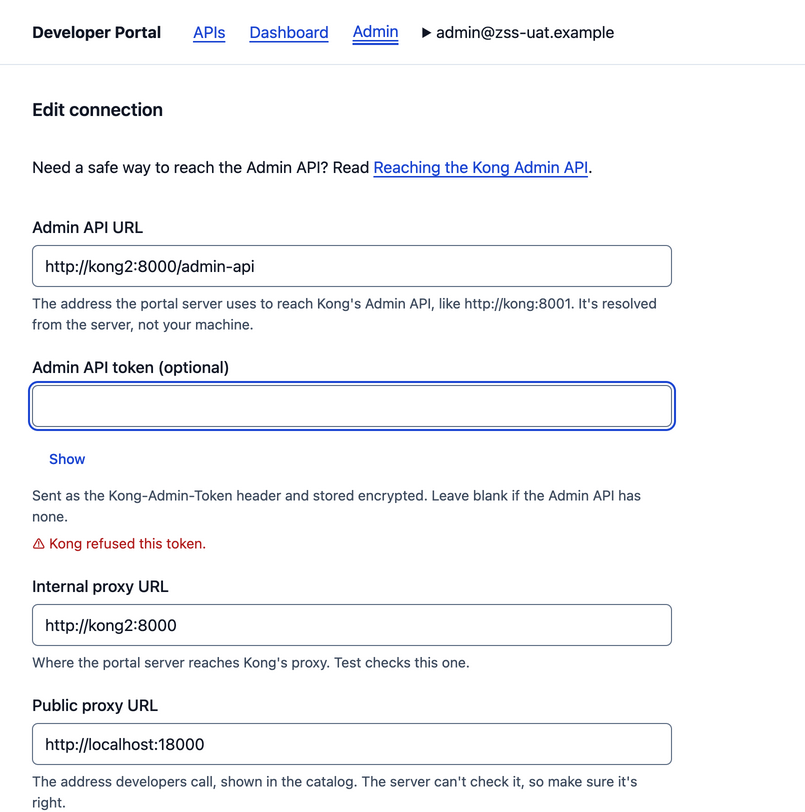 Developer Portal APIs Dashboard Admin ▶ admin@zss-uat.example
Edit connection
Need a safe way to reach the Admin API? Read Reaching the Kong Admin API.
Admin API URL
http://kong2:8000/admin-api
The address the portal server uses to reach Kong's Admin API, like http://kong:8001. It's resolved
from the server, not your machine.
Admin API token (optional)
Show
Sent as the Kong-Admin-Token header and stored encrypted. Leave blank if the Admin API has
none.
Kong refused this token.
Internal proxy URL
http://kong2:8000
Where the portal server reaches Kong's proxy. Test checks this one.
Public proxy URL
http://localhost:18000
The address developers call, shown in the catalog. The server can't check it, so make sure it's
right.